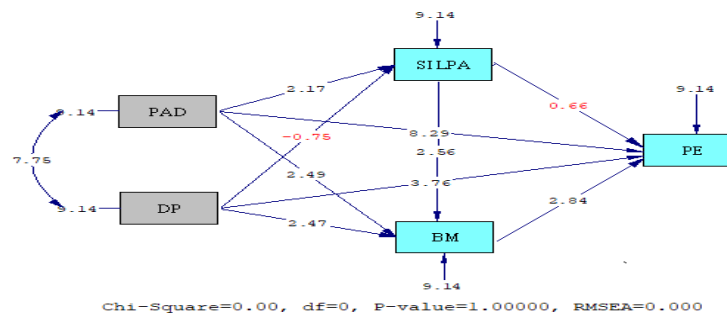 9.14
SILPA
2.17
0.66
9.14
9.14
PAD
-0.75
8.29
7.75
2.56
PE
2.49
3.76
9.14
DP
2.84
2.47
BM
9.14
Chi-Square=0.00, df=0, P-value=1.00000, RMSEA=0.000